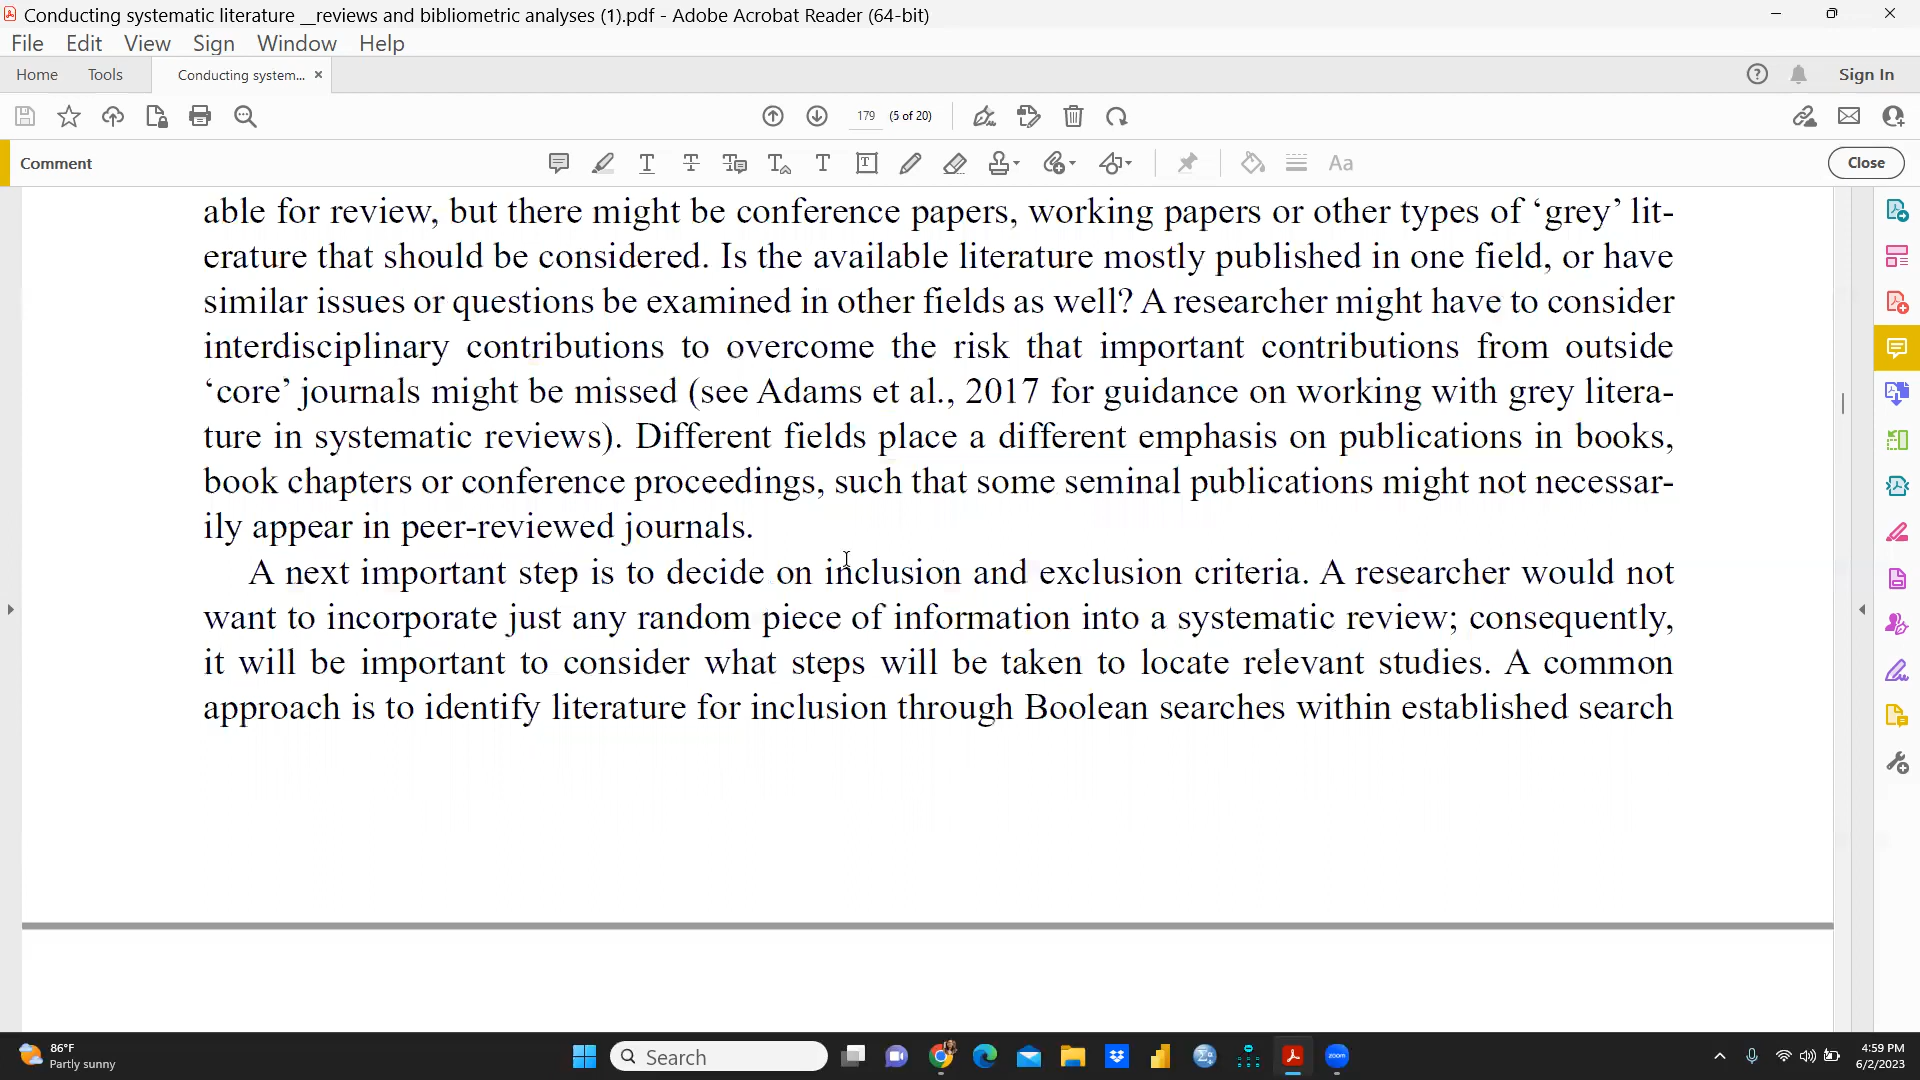 Conducting systematic literature __reviews and bibliometric analyses (1).pdf - Adobe Acrobat Reader (64-bit)
File Edit View Sign Window Help
Home Tools Conducting system... × Sign In
179 (5 of 20)
Comment Aa Close
able for review, but there might be conference papers, working papers or other types of ‘grey’ lit-
erature that should be considered. Is the available literature mostly published in one field, or have
similar issues or questions be examined in other fields as well? A researcher might have to consider
interdisciplinary contributions to overcome the risk that important contributions from outside
‘core’ journals might be missed (see Adams et al., 2017 for guidance on working with grey litera-
ture in systematic reviews). Different fields place a different emphasis on publications in books,
book chapters or conference proceedings, such that some seminal publications might not necessar-
ily appear in peer-reviewed journals.
A next important step is to decide on inclusion and exclusion criteria. A researcher would not
want to incorporate just any random piece of information into a systematic review; consequently,
it will be important to consider what steps will be taken to locate relevant studies. A common
approach is to identify literature for inclusion through Boolean searches within established search
86°F
Partly sunny
Search
zoom
4:59 PM
6/2/2023